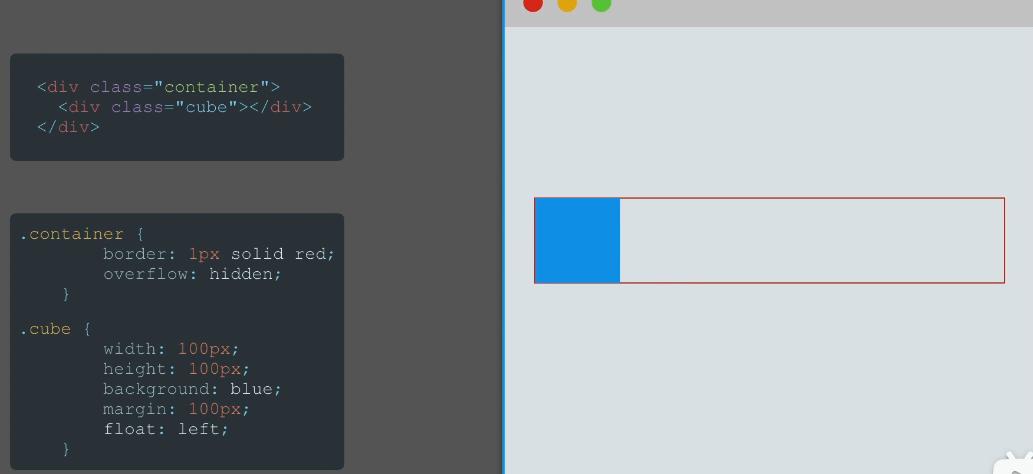 <div class="container">
<div class="cube"></div>
</div>
.container {
border: 1px solid red;
overflow: hidden;
}
.cube {
width: 100px;
height: 100px;
background: blue;
margin: 100px;
float: left;
}